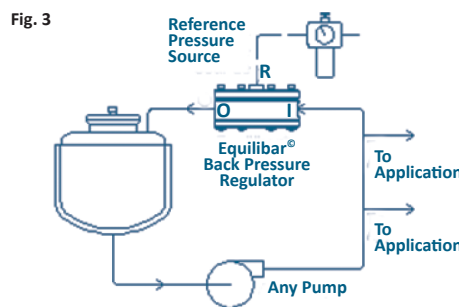 Fig. 3
Reference
Pressure
Source
R
O
I
Equilibar©
Back Pressure
Regulator
To
Application
To
Application
Any Pump